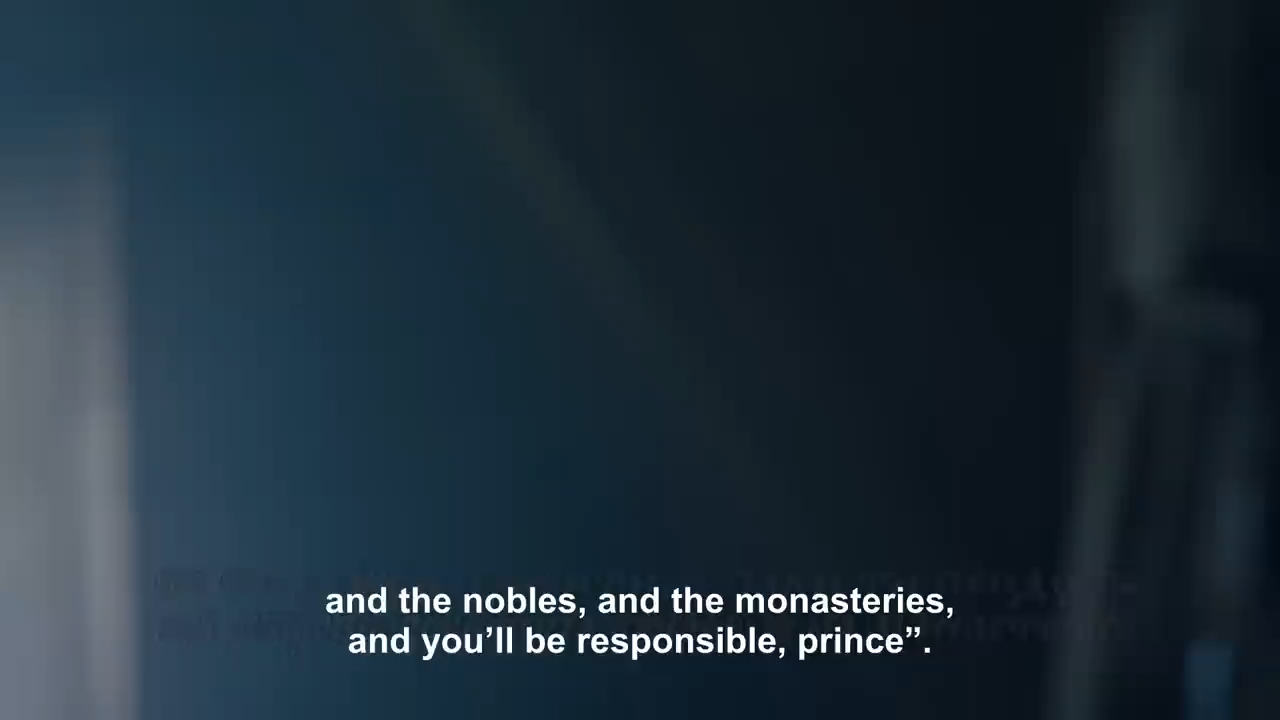 and the nobles, and the monasteries,
and you’ll be responsible, prince”.